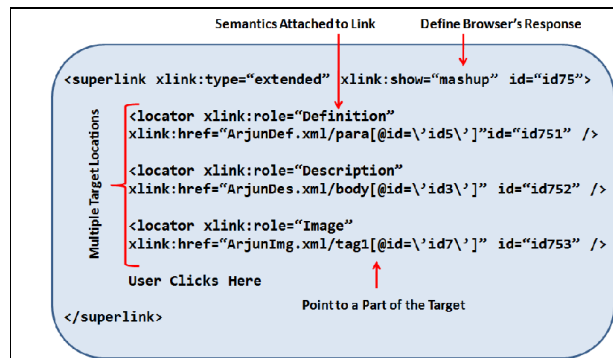 Semantics Attached to Link
Define Browser's Response
<superlink xlink:type=“extended” xlink:show=“mashup” id=“id75”>
<locator xlink:role=“Definition”
xlink:href=“ArjunDef.xml/para[@id=\’id5\’]”id=“id751” />
<locator xlink:role=“Description”
xlink:href=“ArjunDes.xml/body[@id=\’id3\’]” id=“id752” />
<locator xlink:role=“Image”
xlink:href=“ArjunImg.xml/tag1[@id=\’id7\’]” id=“id753” />
Multiple Target Locations
User Clicks Here
Point to a Part of the Target
</superlink>